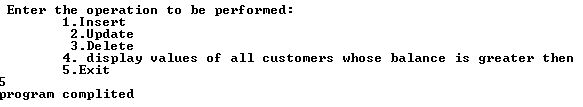 Enter the operation to be performed:
1.Insert
2.Update
3.Delete
4. display values of all customers whose balance is greater then
5.Exit
5
program complited